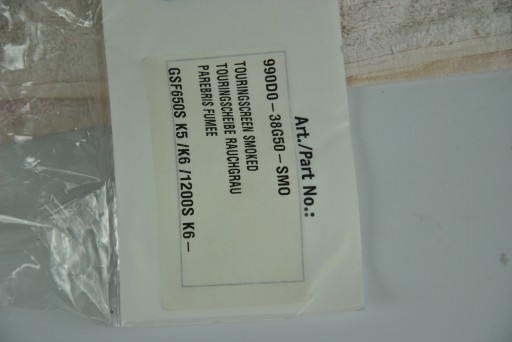 Art./Part No.:
990D0-38G50-SMO
TOURINGSCREEN SMOKED
TOURINGSCHEIBE RAUCHGRAU
PAREBRIS FUMEE
GSF650S K5 /K6 /1200S K6-